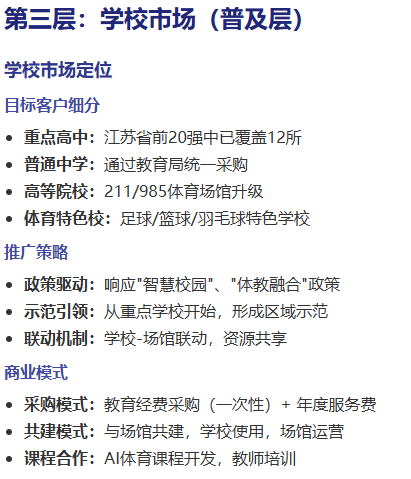 第三层：学校市场（普及层）
学校市场定位
目标客户细分
• 重点高中：江苏省前20强中已覆盖12所
• 普通中学：通过教育局统一采购
• 高等院校：211/985体育场馆升级
• 体育特色校：足球/篮球/羽毛球特色学校
推广策略
• 政策驱动：响应"智慧校园"、"体教融合"政策
• 示范引领：从重点学校开始，形成区域示范
• 联动机制：学校-场馆联动，资源共享
商业模式
• 采购模式：教育经费采购（一次性）+ 年度服务费
• 共建模式：与场馆共建，学校使用，场馆运营
• 课程合作：AI体育课程开发，教师培训